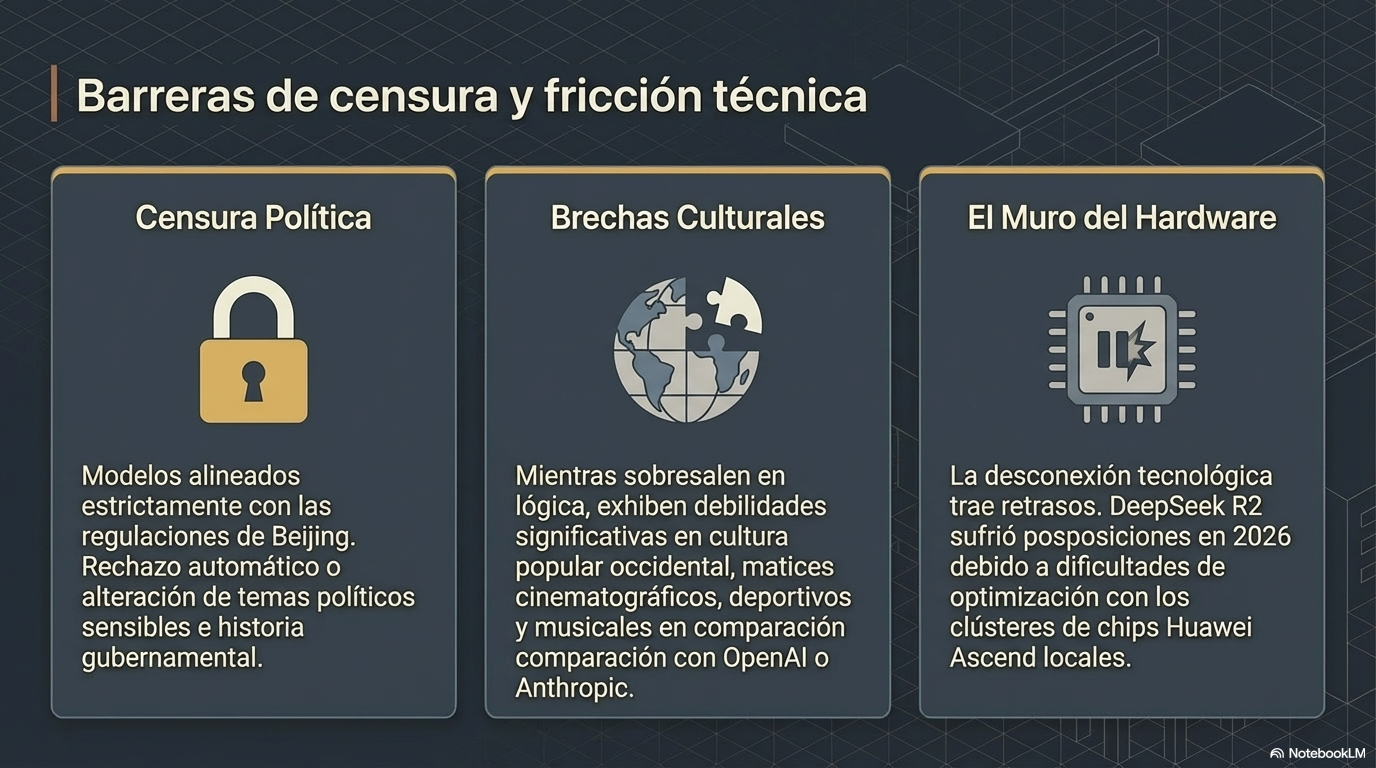 Barreras de censura y fricción técnica
Censura Política
Modelos alineados
estrictamente con las
regulaciones de Beijing.
Rechazo automático o
alteración de temas políticos
sensibles e historia
gubernamental.
Brechas Culturales
Mientras sobresalen en
lógica, exhiben debilidades
significativas en cultura
popular occidental, matices
cinematográficos, deportivos
y musicales en comparación
comparación con OpenAI o
Anthropic.
El Muro del Hardware
La desconexión tecnológica
trae retrasos. DeepSeek R2
sufrió posposiciones en 2026
debido a dificultades de
optimización con los
clústeres de chips Huawei
Ascend locales.
NotebookLM